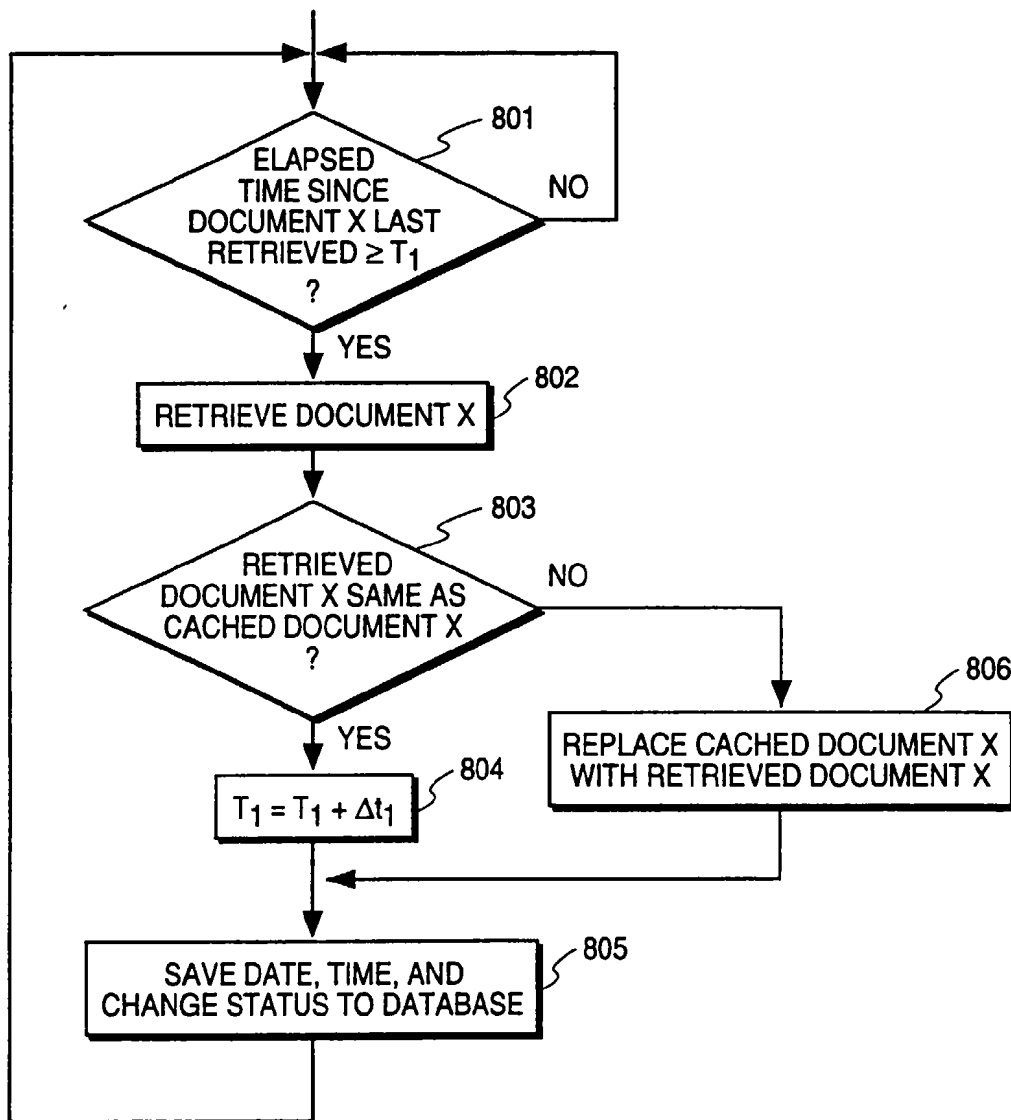 801
ELAPSED
TIME SINCE
DOCUMENT X LAST
RETRIEVED ≥ T1
?
NO
YES
802
RETRIEVE DOCUMENT X
803
RETRIEVED
DOCUMENT X SAME AS
CACHED DOCUMENT X
?
NO
YES
806
REPLACE CACHED DOCUMENT X
WITH RETRIEVED DOCUMENT X
804
T1 = T1 + Δt1
805
SAVE DATE, TIME, AND
CHANGE STATUS TO DATABASE